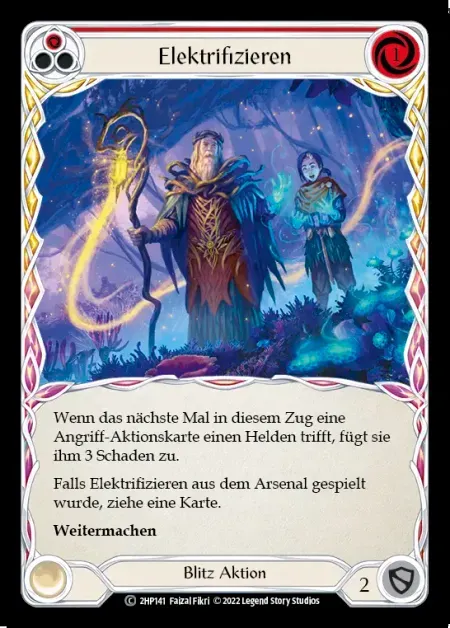 Elektrifizieren
1
Wenn das nächste Mal in diesem Zug eine
Angriff-Aktionskarte einen Helden trifft, fügt sie
ihm 3 Schaden zu.
Falls Elektrifizieren aus dem Arsenal gespielt
wurde, ziehe eine Karte.
Weitermachen
Blitz Aktion
2
C 2HP141 Faizal Fikri © 2022 Legend Story Studios